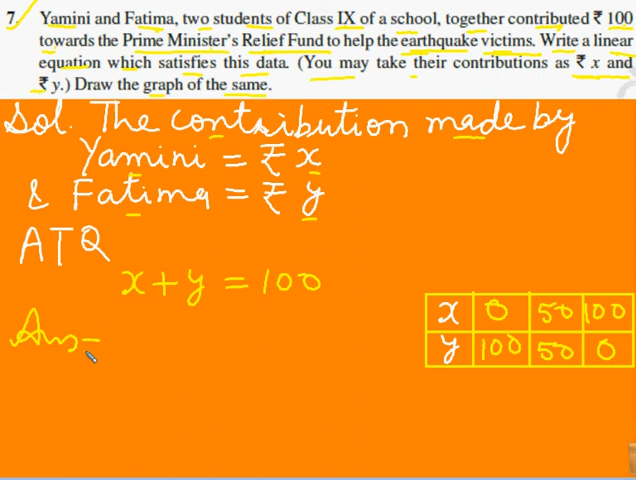 7. Yamini and Fatima, two students of Class IX of a school, together contributed ₹ 100
towards the Prime Minister's Relief Fund to help the earthquake victims. Write a linear
equation which satisfies this data. (You may take their contributions as ₹ x and
₹ y.) Draw the graph of the same.
Sol. The contribution made by
Yamini = ₹ x
& Fatima = ₹ y
ATQ
x + y = 100
Ans-
x 0 50 100
y 100 50 0